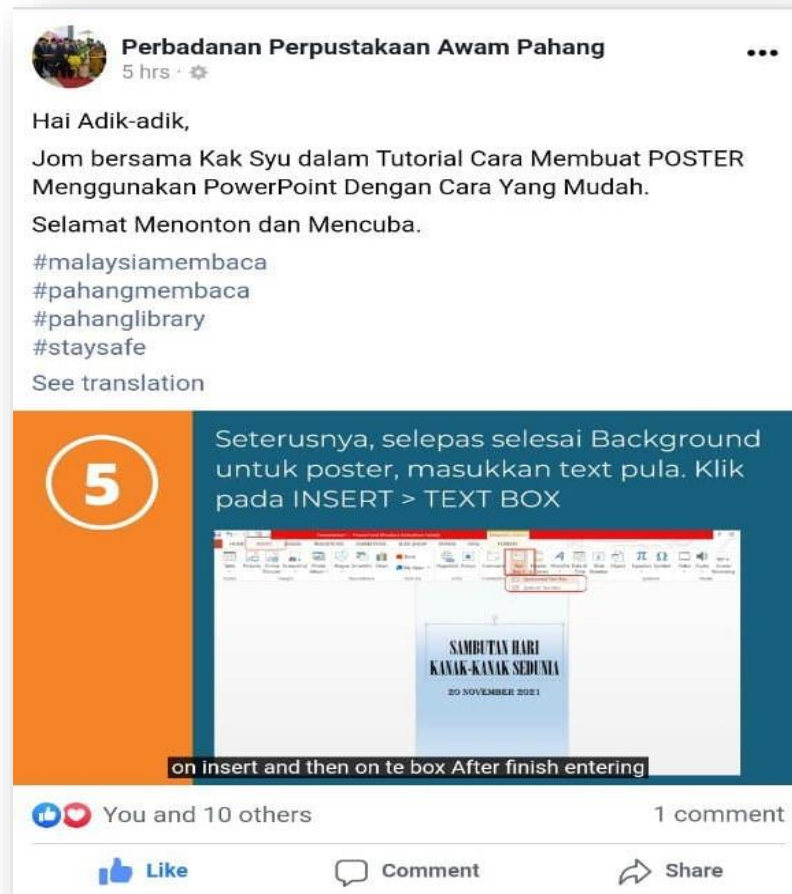 Perbadanan Perpustakaan Awam Pahang
5 hrs ·
Hai Adik-adik,
Jom bersama Kak Syu dalam Tutorial Cara Membuat POSTER
Menggunakan PowerPoint Dengan Cara Yang Mudah.
Selamat Menonton dan Mencuba.
#malaysiamembaca
#pahangmembaca
#pahanglibrary
#staysafe
See translation
5
Seterusnya, selepas selesai Background
untuk poster, masukkan text pula. Klik
pada INSERT > TEXT BOX
SAMBUTAN HARI
KANAK-KANAK SEDUNIA
20 NOVEMBER 2021
on insert and then on te box After finish entering
You and 10 others
1 comment
Like
Comment
Share